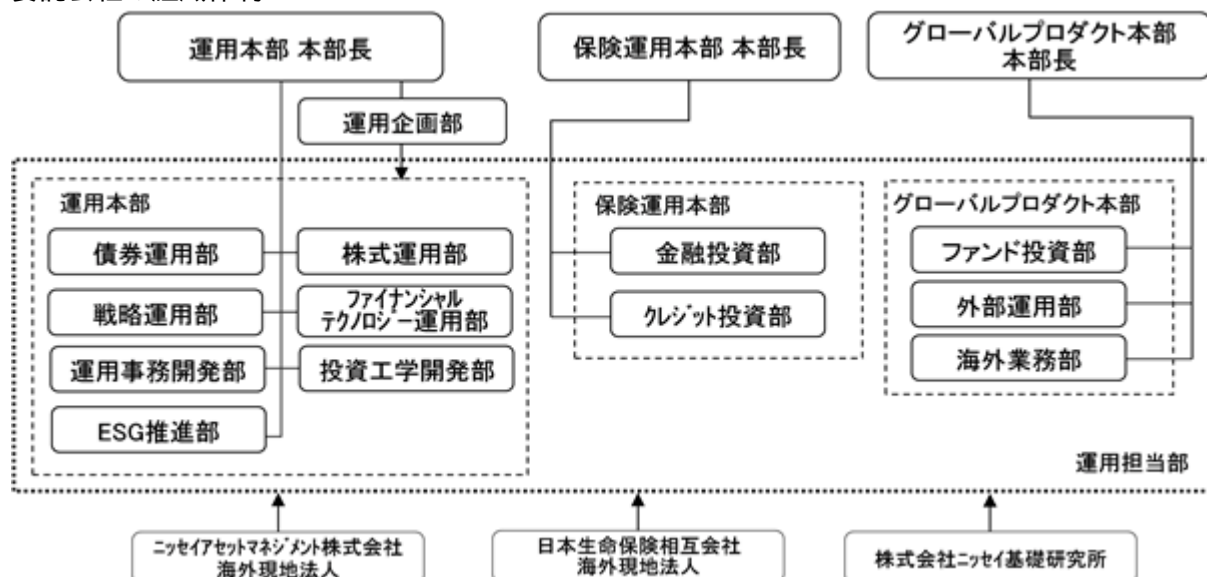 運用本部 本部長
保険運用本部 本部長
グローバルプロダクト本部
本部長
運用企画部
運用本部
債券運用部
株式運用部
戦略運用部
ファイナンシャル
テクノロジー運用部
運用事務開発部
投資工学開発部
ESG推進部
保険運用本部
金融投資部
クレジット投資部
グローバルプロダクト本部
ファンド投資部
外部運用部
海外業務部
運用担当部
ニッセイアセットマネジメント株式会社
海外現地法人
日本生命保険相互会社
海外現地法人
株式会社ニッセイ基礎研究所